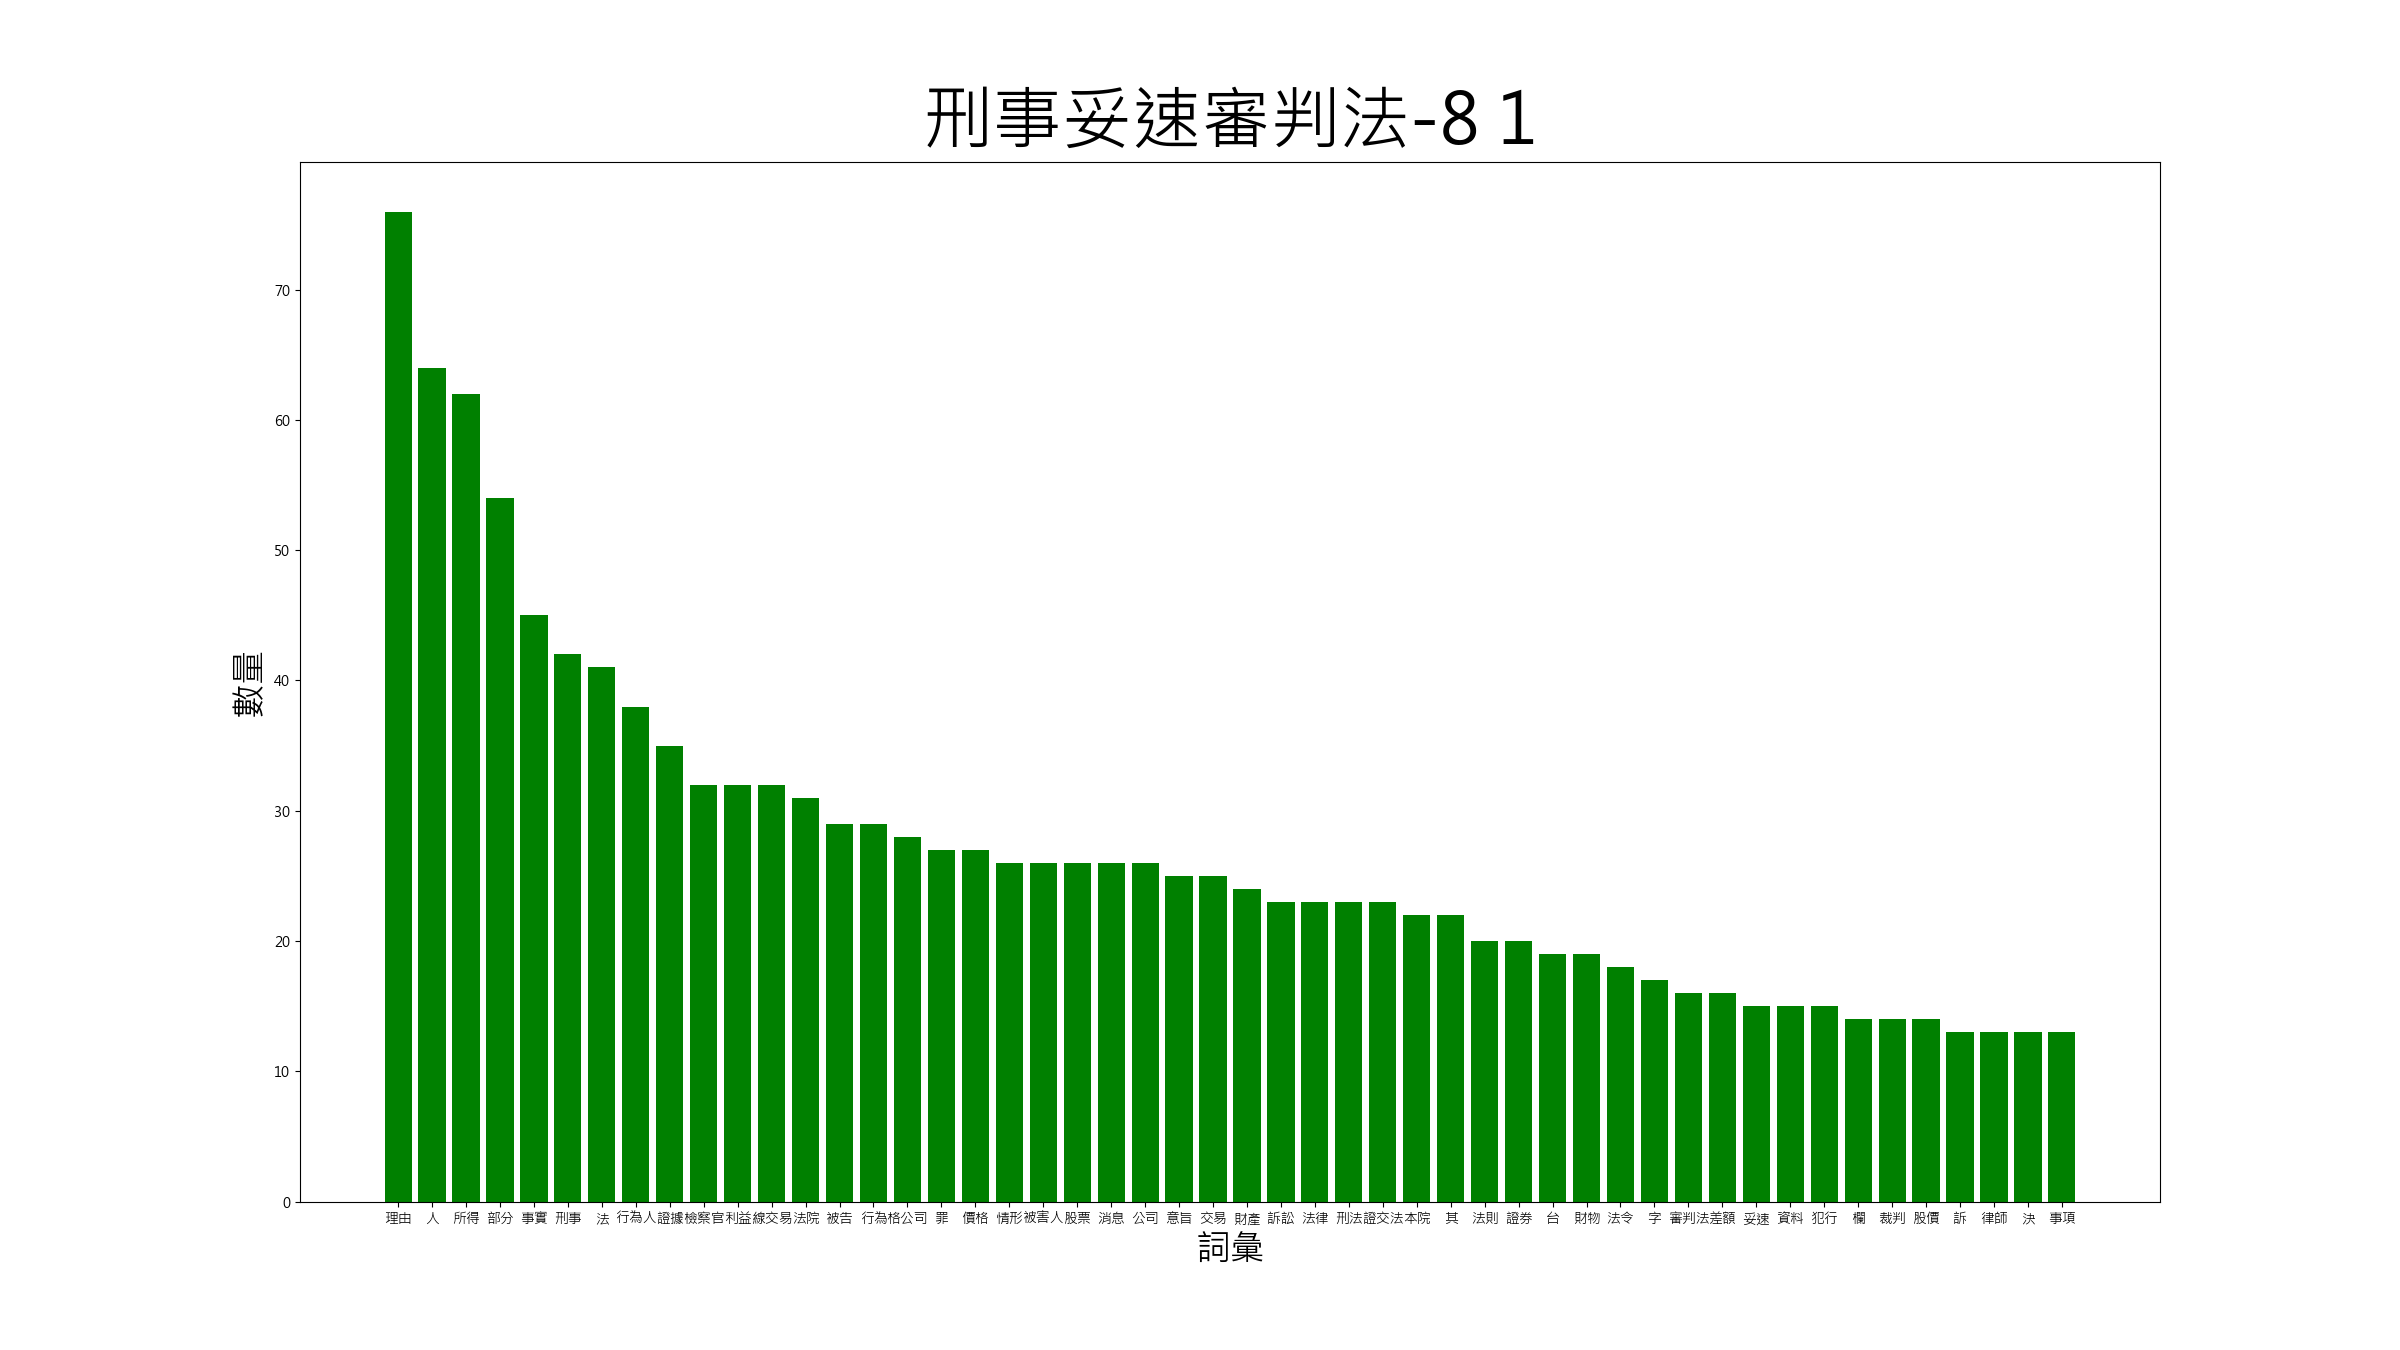 刑事妥速審判法-8 1
數量
70
60
50
40
30
20
10
0
理由 人 所得 部分 事實 刑事 法 行為人 證據 檢察官 利益 線交易 法院 被告 行為 格公司 罪 價格 情形 被害人 股票 消息 公司 意旨 交易 財產 訴訟 法律 刑法 證交法 本院 其 法則 證券 台 財物 法令 字 審判法 差額 妥速 資料 犯行 欄 裁判 股價 訴 律師 決 事項
詞彙